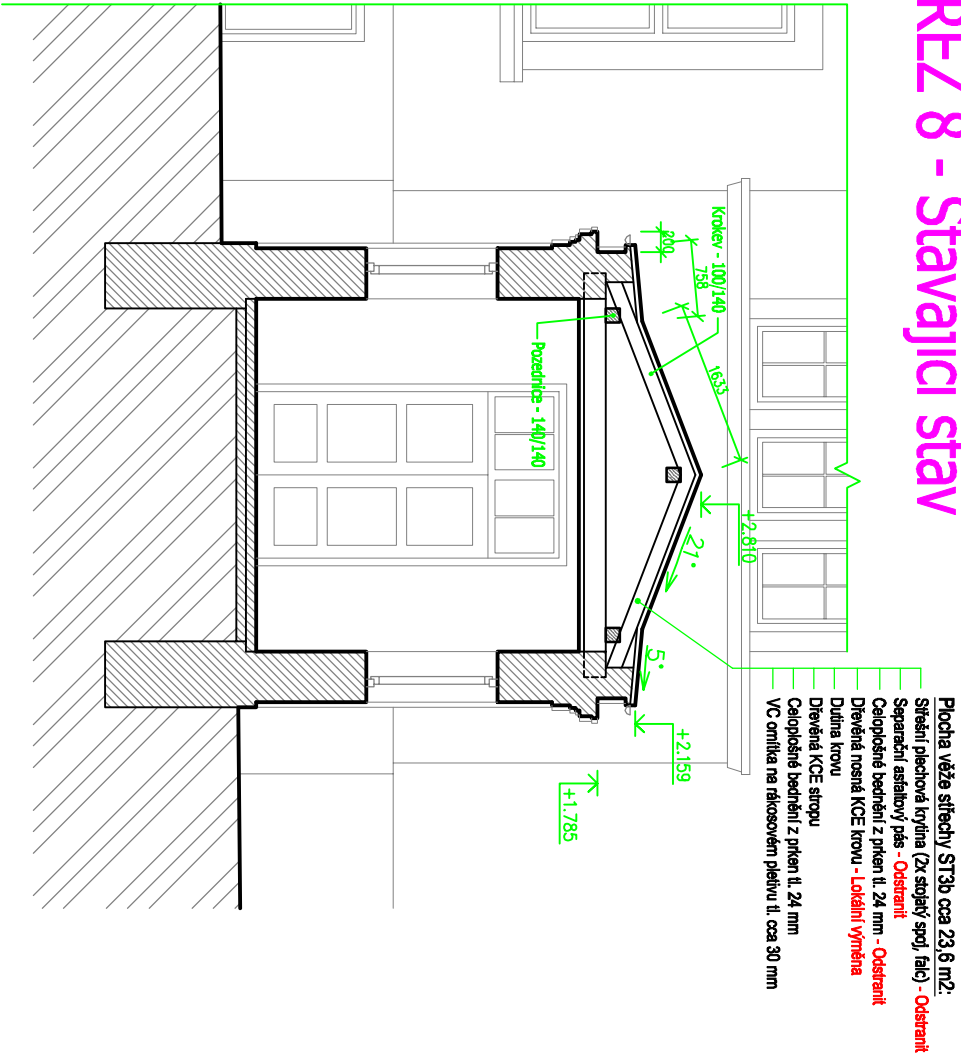 ŘEZ 8 - Stávající stav
Plocha věže střechy ST3b cca 23,6 m2:
Střešní plechová krytina (2x stojatý spoj, falc) - Odstranit
Separační asfaltový pás - Odstranit
Celoplošné bednění z prken tl. 24 mm - Odstranit
Dřevěná nosná KCE krovu - Lokální výměna
Dutina krovu
Dřevěná KCE stropu
Celoplošné bednění z prken tl. 24 mm
VC omítka na rákosovém pletivu tl. cca 30 mm
Krokev - 100/140
200
758
1633
+2.810
21°
5°
+2.159
+1.785
Pozednice - 140/140